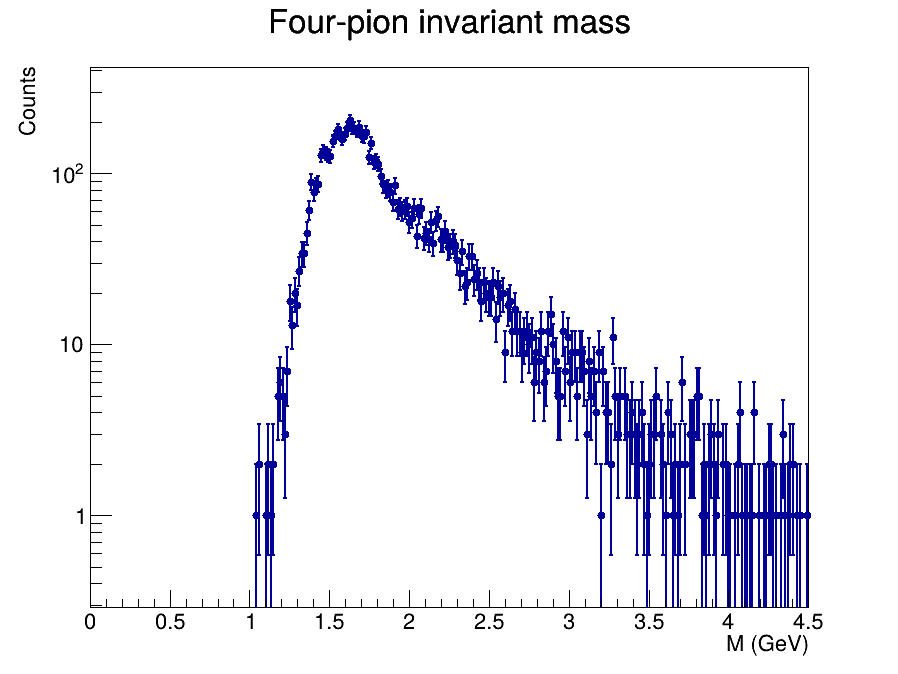 Four-pion invariant mass
Counts
10²
10
1
0 0.5 1 1.5 2 2.5 3 3.5 4 4.5
M (GeV)